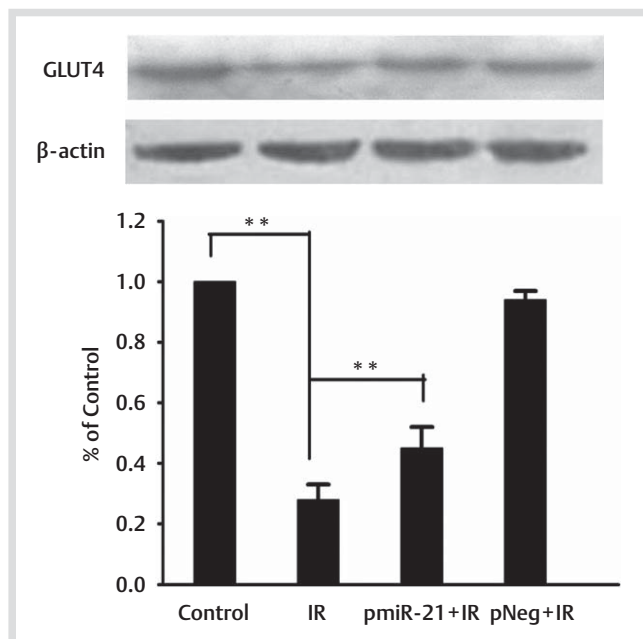 GLUT4
β-actin
1.2
1.0
0.8
0.6
0.4
0.2
0.0
% of Control
**
**
Control IR pmiR-21+IR pNeg+IR